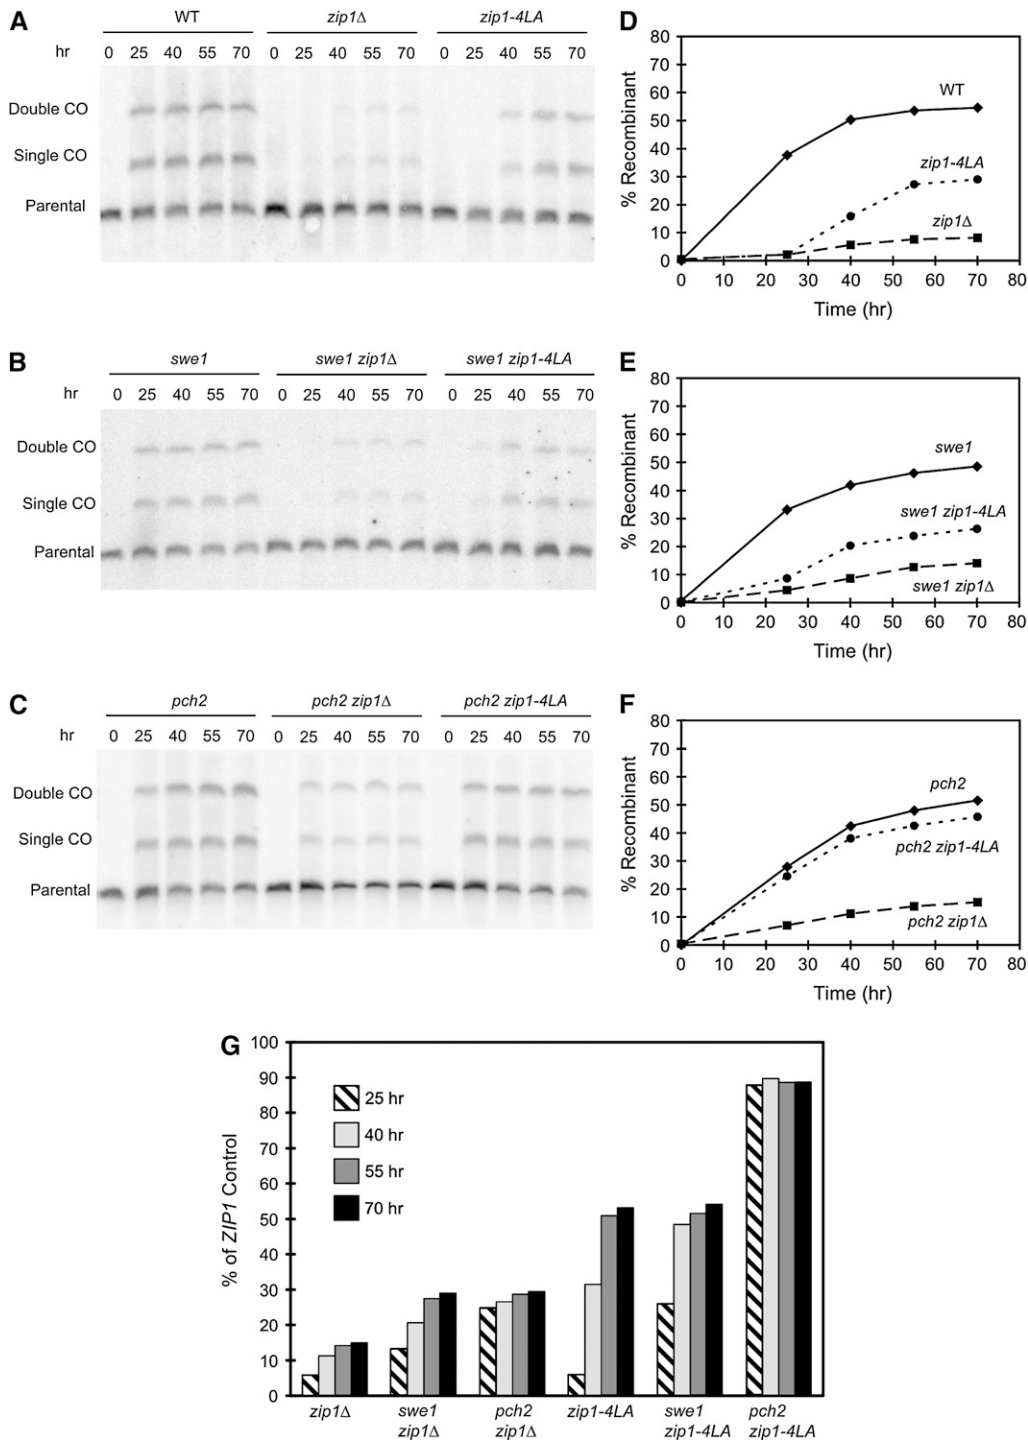 A
WT zip1Δ zip1-4LA
hr 0 25 40 55 70 0 25 40 55 70 0 25 40 55 70
Double CO
Single CO
Parental
D
80
70
60
50
40
30
20
10
0
% Recombinant
WT
zip1-4LA
zip1Δ
0 10 20 30 40 50 60 70 80
Time (hr)
B
swe1 swe1 zip1Δ swe1 zip1-4LA
hr 0 25 40 55 70 0 25 40 55 70 0 25 40 55 70
Double CO
Single CO
Parental
E
80
70
60
50
40
30
20
10
0
% Recombinant
swe1
swe1 zip1-4LA
swe1 zip1Δ
0 10 20 30 40 50 60 70 80
Time (hr)
C
pch2 pch2 zip1Δ pch2 zip1-4LA
hr 0 25 40 55 70 0 25 40 55 70 0 25 40 55 70
Double CO
Single CO
Parental
F
80
70
60
50
40
30
20
10
0
% Recombinant
pch2
pch2 zip1-4LA
pch2 zip1Δ
0 10 20 30 40 50 60 70 80
Time (hr)
G
100
90
80
70
60
50
40
30
20
10
0
% of ZIP1 Control
25 hr
40 hr
55 hr
70 hr
zip1Δ swe1 pch2 zip1-4LA swe1 pch2
zip1Δ zip1Δ zip1-4LA zip1-4LA